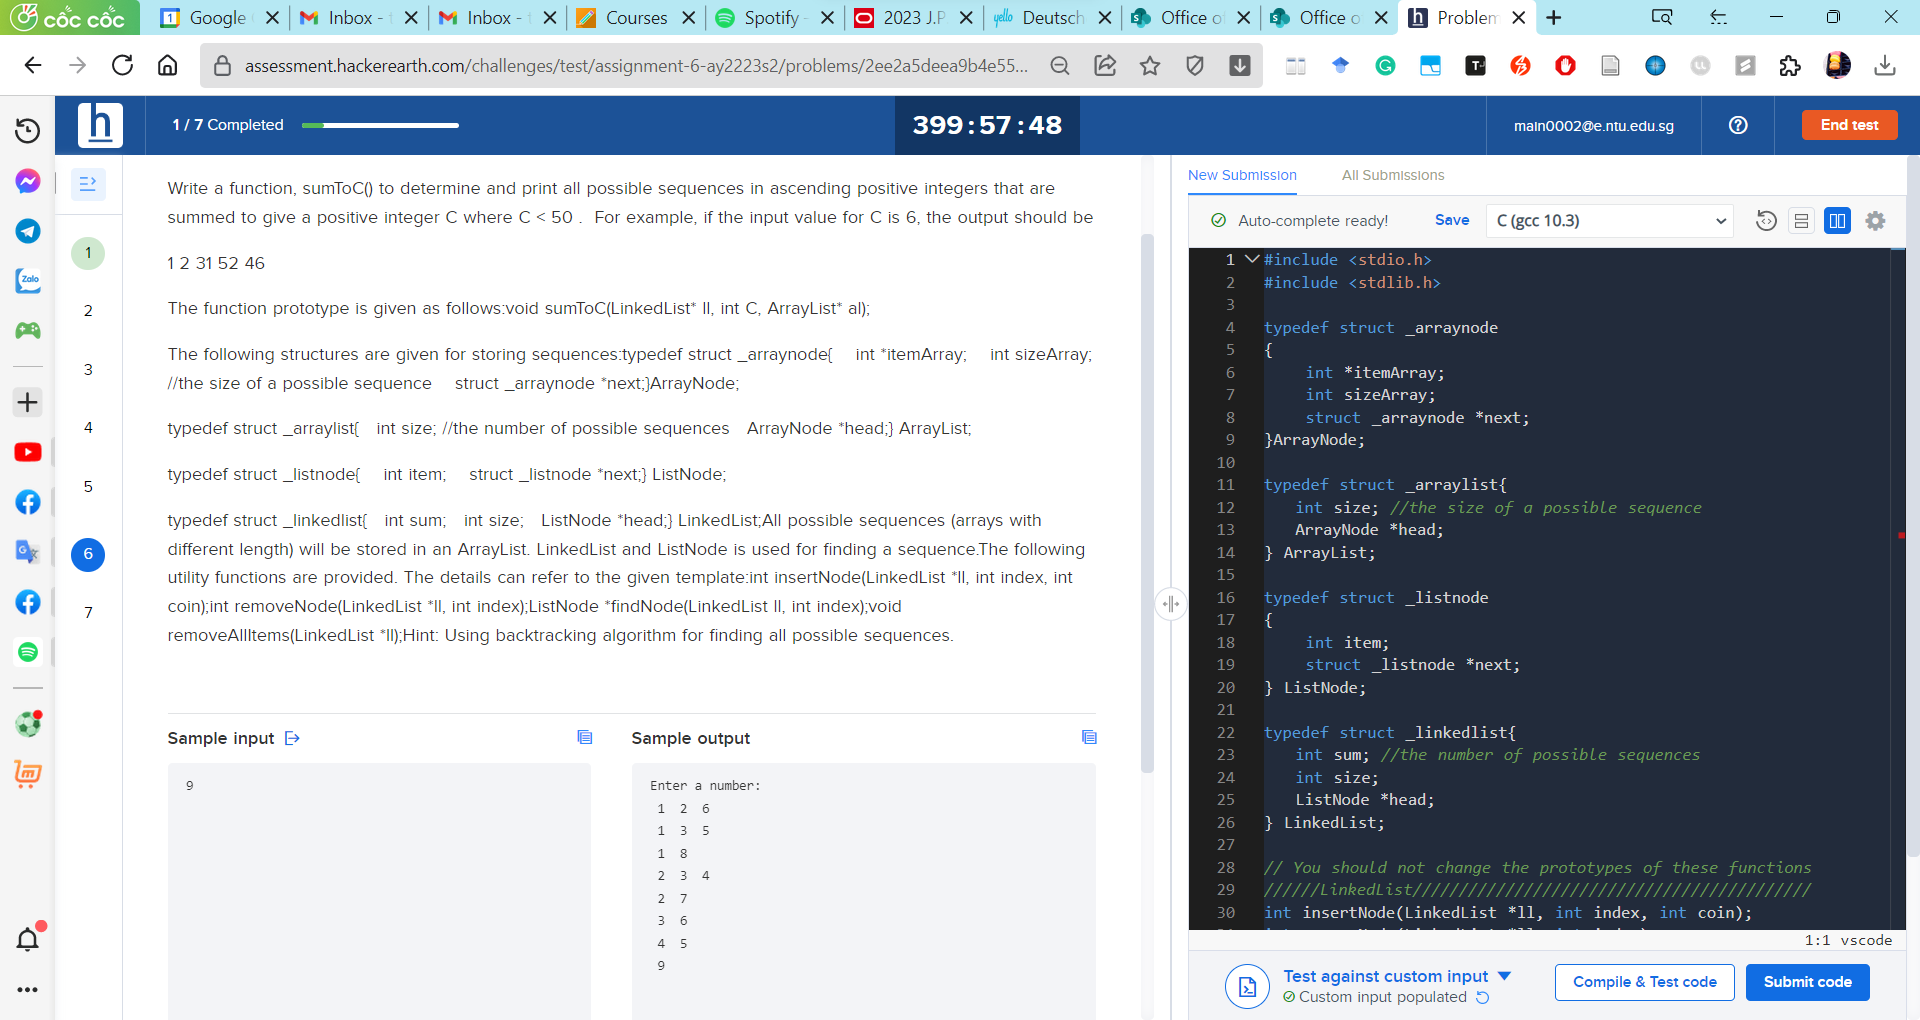 cốc cốc
Google
Inbox -
Inbox -
Courses
Spotify
2023 J.P
yello Deutsch
Office o
Office o
Problem
assessment.hackerearth.com/challenges/test/assignment-6-ay2223s2/problems/2ee2a5deea9b4e55...
1 / 7 Completed
399:57:48
main0002@e.ntu.edu.sg
End test
Zalo
1
2
3
4
5
6
7
Write a function, sumToC() to determine and print all possible sequences in ascending positive integers that are
summed to give a positive integer C where C < 50 .  For example, if the input value for C is 6, the output should be
1 2 31 52 46
The function prototype is given as follows:void sumToC(LinkedList* ll, int C, ArrayList* al);
The following structures are given for storing sequences:typedef struct _arraynode{     int *itemArray;     int sizeArray;
//the size of a possible sequence     struct _arraynode *next;}ArrayNode;
typedef struct _arraylist{    int size; //the number of possible sequences    ArrayNode *head;} ArrayList;
typedef struct _listnode{     int item;     struct _listnode *next;} ListNode;
typedef struct _linkedlist{    int sum;    int size;    ListNode *head;} LinkedList;All possible sequences (arrays with
different length) will be stored in an ArrayList. LinkedList and ListNode is used for finding a sequence.The following
utility functions are provided. The details can refer to the given template:int insertNode(LinkedList *ll, int index, int
coin);int removeNode(LinkedList *ll, int index);ListNode *findNode(LinkedList ll, int index);void
removeAllItems(LinkedList *ll);Hint: Using backtracking algorithm for finding all possible sequences.
Sample input
9
Sample output
Enter a number:
1 2 6
1 3 5
1 8
2 3 4
2 7
3 6
4 5
9
New Submission
All Submissions
Auto-complete ready!
Save
C (gcc 10.3)
1 #include <stdio.h>
2 #include <stdlib.h>
3
4 typedef struct _arraynode
5 {
6 int *itemArray;
7 int sizeArray;
8 struct _arraynode *next;
9 }ArrayNode;
10
11 typedef struct _arraylist{
12 int size; //the size of a possible sequence
13 ArrayNode *head;
14 } ArrayList;
15
16 typedef struct _listnode
17 {
18 int item;
19 struct _listnode *next;
20 } ListNode;
21
22 typedef struct _linkedlist{
23 int sum; //the number of possible sequences
24 int size;
25 ListNode *head;
26 } LinkedList;
27
28 // You should not change the prototypes of these functions
29 //////LinkedList//////////////////////////////////////////
30 int insertNode(LinkedList *ll, int index, int coin);
1:1 vscode
Test against custom input
Custom input populated
Compile & Test code
Submit code